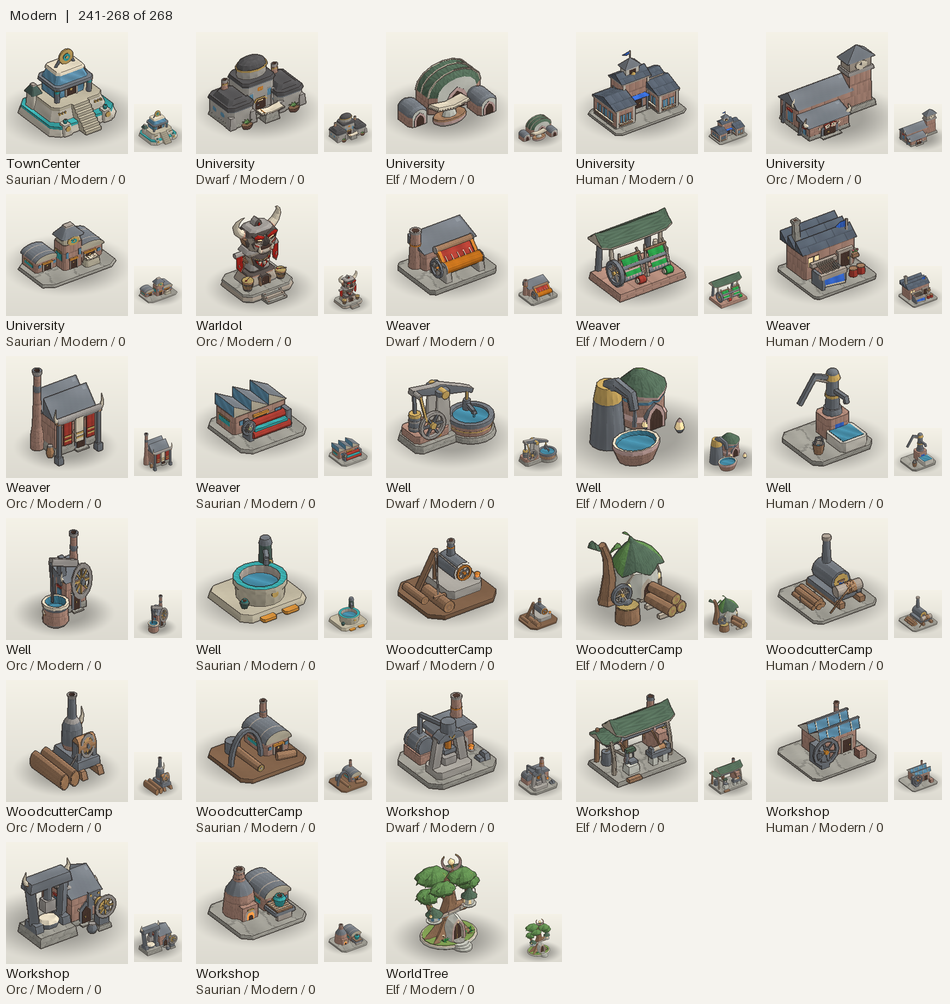 Modern | 241-268 of 268
TownCenter
Saurian / Modern / 0
University
Dwarf / Modern / 0
University
Elf / Modern / 0
University
Human / Modern / 0
University
Orc / Modern / 0
University
Saurian / Modern / 0
WarIdol
Orc / Modern / 0
Weaver
Dwarf / Modern / 0
Weaver
Elf / Modern / 0
Weaver
Human / Modern / 0
Weaver
Orc / Modern / 0
Weaver
Saurian / Modern / 0
Well
Dwarf / Modern / 0
Well
Elf / Modern / 0
Well
Human / Modern / 0
Well
Orc / Modern / 0
Well
Saurian / Modern / 0
WoodcutterCamp
Dwarf / Modern / 0
WoodcutterCamp
Elf / Modern / 0
WoodcutterCamp
Human / Modern / 0
WoodcutterCamp
Orc / Modern / 0
WoodcutterCamp
Saurian / Modern / 0
Workshop
Dwarf / Modern / 0
Workshop
Elf / Modern / 0
Workshop
Human / Modern / 0
Workshop
Orc / Modern / 0
Workshop
Saurian / Modern / 0
WorldTree
Elf / Modern / 0